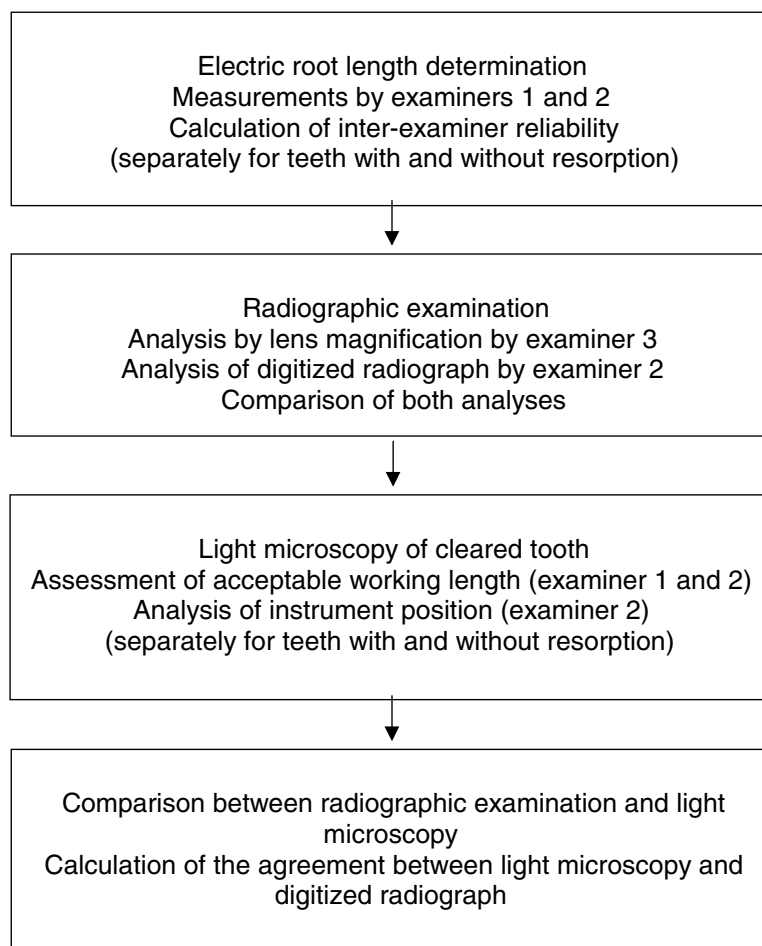 Electric root length determination
Measurements by examiners 1 and 2
Calculation of inter-examiner reliability
(separately for teeth with and without resorption)
Radiographic examination
Analysis by lens magnification by examiner 3
Analysis of digitized radiograph by examiner 2
Comparison of both analyses
Light microscopy of cleared tooth
Assessment of acceptable working length (examiner 1 and 2)
Analysis of instrument position (examiner 2)
(separately for teeth with and without resorption)
Comparison between radiographic examination and light
microscopy
Calculation of the agreement between light microscopy and
digitized radiograph